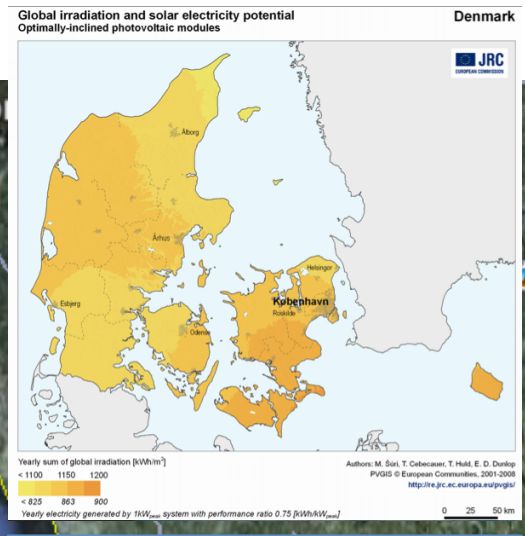 Global irradiation and solar electricity potential
Optimally-inclined photovoltaic modules
Denmark
JRC
EUROPEAN COMMISSION
Ålborg
Århus
Helsingor
København
Roskilde
Esbjerg
Odense
Yearly sum of global irradiation [kWh/m²]
< 1100 1150 1200
< 825 863 900
Yearly electricity generated by 1kWpeak system with performance ratio 0.75 [kWh/kWpeak]
Authors: M. Šúri, T. Cebecauer, T. Huld, E. D. Dunlop
PVGIS © European Communities, 2001-2008
http://re.jrc.ec.europa.eu/pvgis/
0 25 50 km